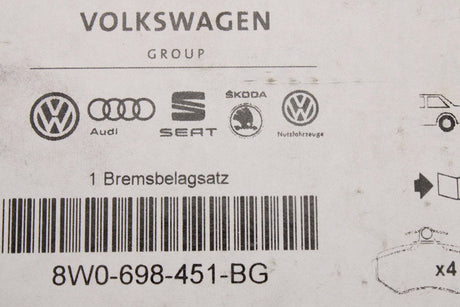 VOLKSWAGEN
GROUP
Audi
SEAT
ŠKODA
Nutzfahrzeuge
1 Bremsbelagsatz
8W0-698-451-BG
x4